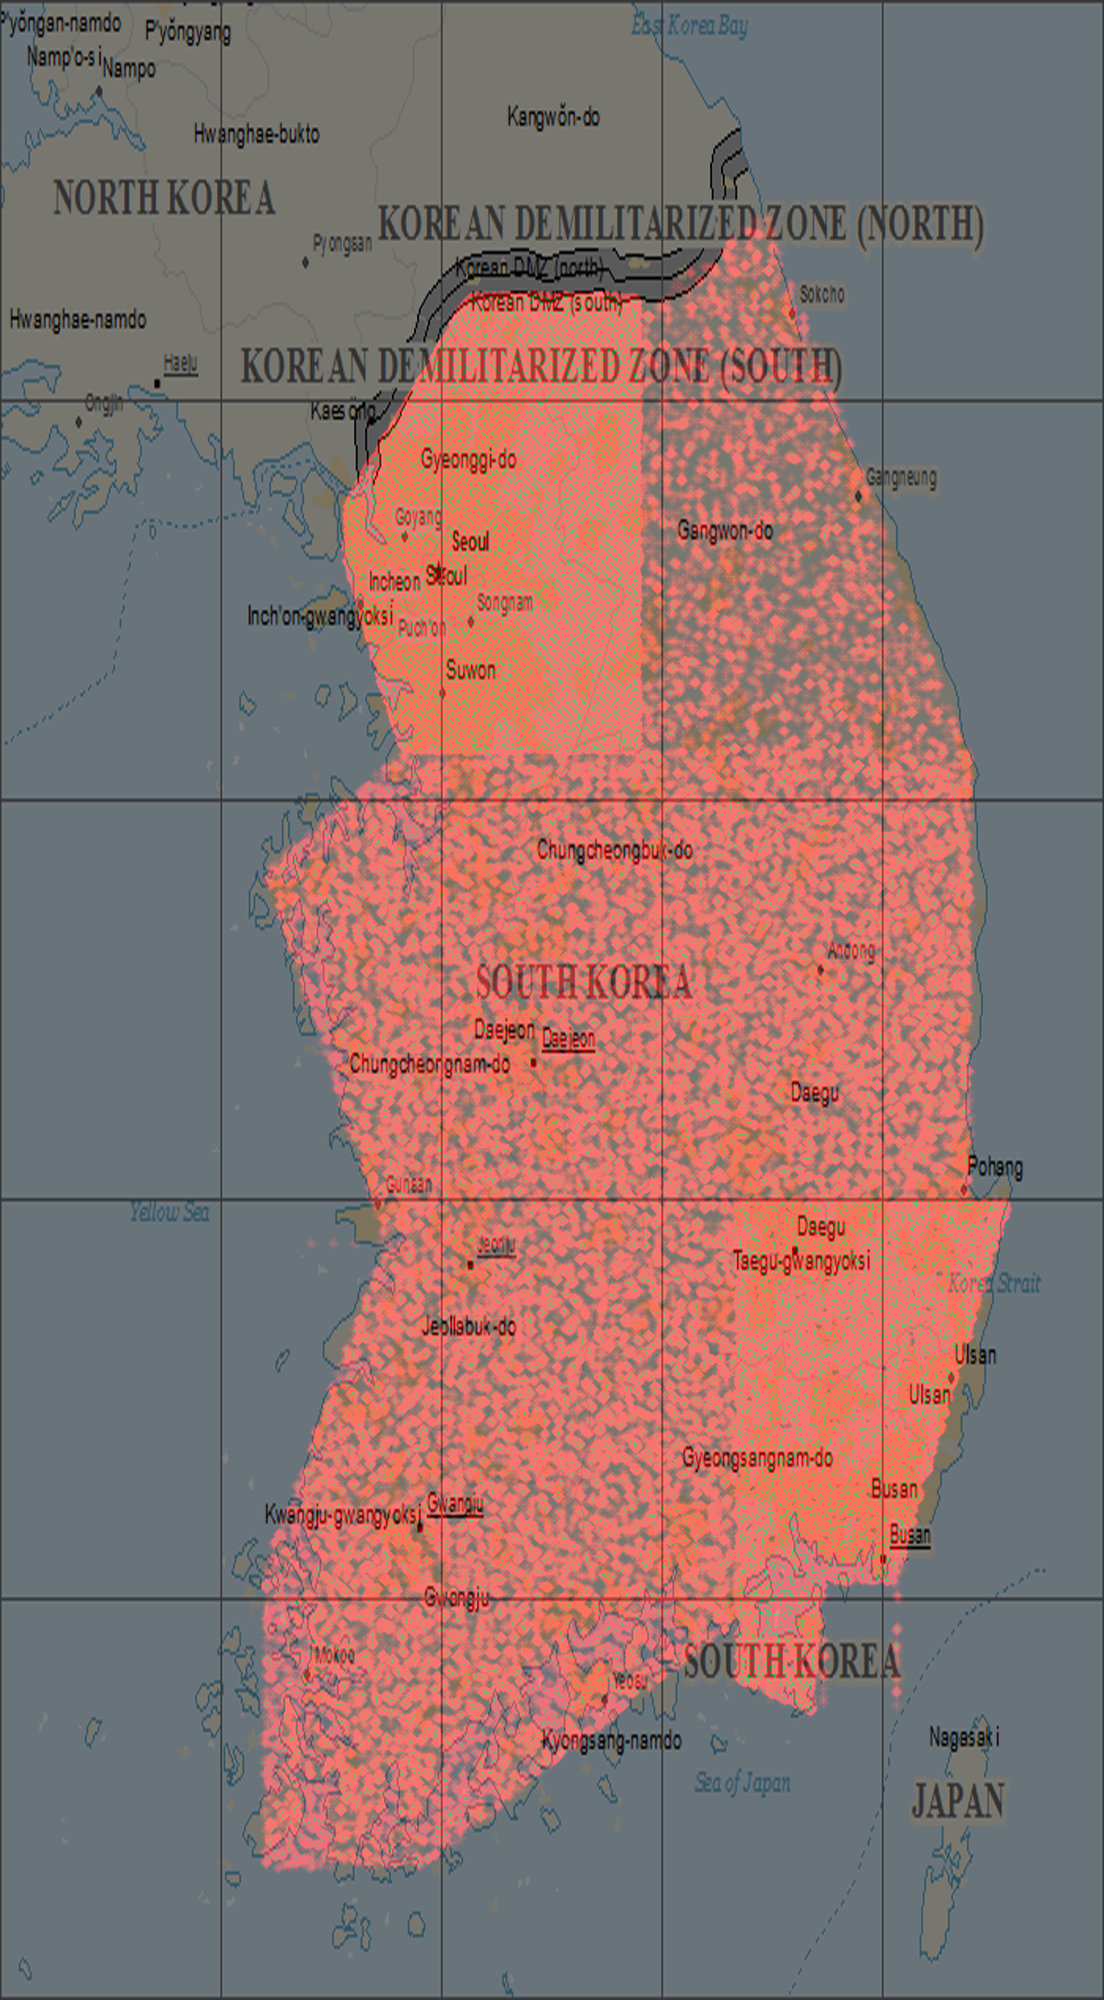 P'yŏngan-namdo
P'yŏngyang
East Korea Bay
Namp'o-si
Nampo
Kangwŏn-do
Hwanghae-bukto
NORTH KOREA
KOREAN DEMILITARIZED ZONE (NORTH)
Pyongsan
Korean DMZ (north)
Sokcho
Korean DMZ (south)
Hwanghae-namdo
Haeju
KOREAN DEMILITARIZED ZONE (SOUTH)
Ongjin
Kaesŏng
Gyeonggi-do
Gangneung
Goyang
Gangwon-do
Seoul
Incheon
Seoul
Songnam
Inch'on-gwangyoksi
Puch'on
Suwon
Chungcheongbuk-do
Andong
SOUTH KOREA
Daejeon
Daejeon
Chungcheongnam-do
Daegu
Pohang
Gunsan
Yellow Sea
Daegu
Jeonju
Taegu-gwangyoksi
Korea Strait
Jeollabuk-do
Ulsan
Ulsan
Gyeongsangnam-do
Busan
Gwangju
Kwangju-gwangyoksi
Busan
Gwangju
Mokpo
SOUTH KOREA
Yeosu
Kyongsang-namdo
Nagasaki
Sea of Japan
JAPAN